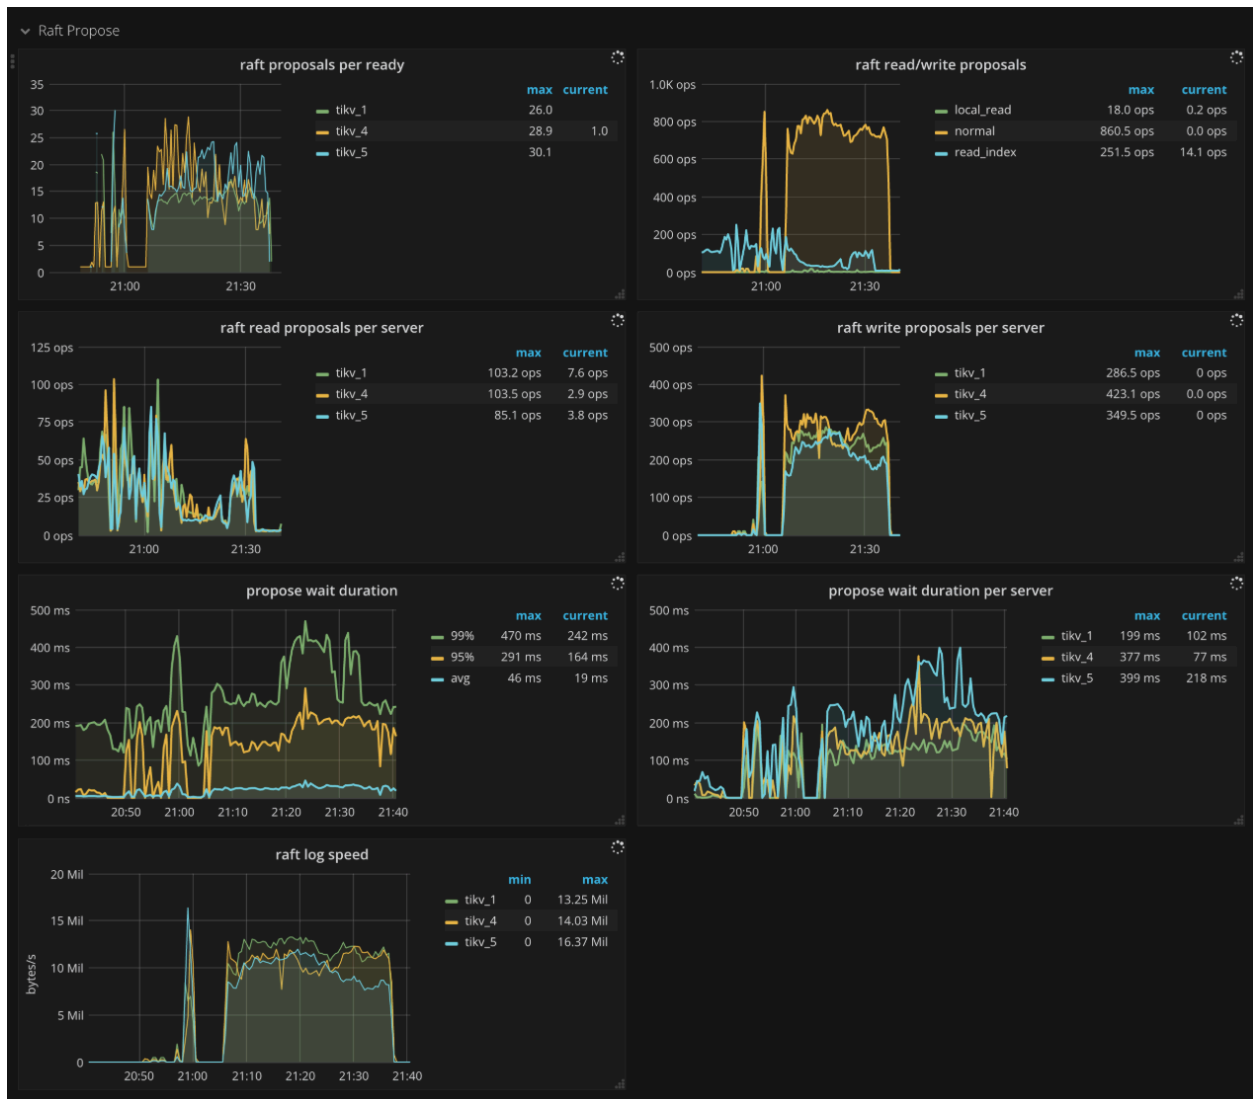 Raft Propose
raft proposals per ready
max current
35
30
25
20
15
10
5
0
21:00 21:30
tikv_1 26.0
tikv_4 28.9 1.0
tikv_5 30.1
raft read/write proposals
max current
1.0K ops
800 ops
600 ops
400 ops
200 ops
0 ops
21:00 21:30
local_read 18.0 ops 0.2 ops
normal 860.5 ops 0.0 ops
read_index 251.5 ops 14.1 ops
raft read proposals per server
max current
125 ops
100 ops
75 ops
50 ops
25 ops
0 ops
21:00 21:30
tikv_1 103.2 ops 7.6 ops
tikv_4 103.5 ops 2.9 ops
tikv_5 85.1 ops 3.8 ops
raft write proposals per server
max current
500 ops
400 ops
300 ops
200 ops
100 ops
0 ops
21:00 21:30
tikv_1 286.5 ops 0 ops
tikv_4 423.1 ops 0.0 ops
tikv_5 349.5 ops 0 ops
propose wait duration
max current
500 ms
400 ms
300 ms
200 ms
100 ms
0 ns
20:50 21:00 21:10 21:20 21:30 21:40
99% 470 ms 242 ms
95% 291 ms 164 ms
avg 46 ms 19 ms
propose wait duration per server
max current
500 ms
400 ms
300 ms
200 ms
100 ms
0 ns
20:50 21:00 21:10 21:20 21:30 21:40
tikv_1 199 ms 102 ms
tikv_4 377 ms 77 ms
tikv_5 399 ms 218 ms
raft log speed
min max
20 Mil
15 Mil
10 Mil
5 Mil
0
bytes/s
20:50 21:00 21:10 21:20 21:30 21:40
tikv_1 0 13.25 Mil
tikv_4 0 14.03 Mil
tikv_5 0 16.37 Mil